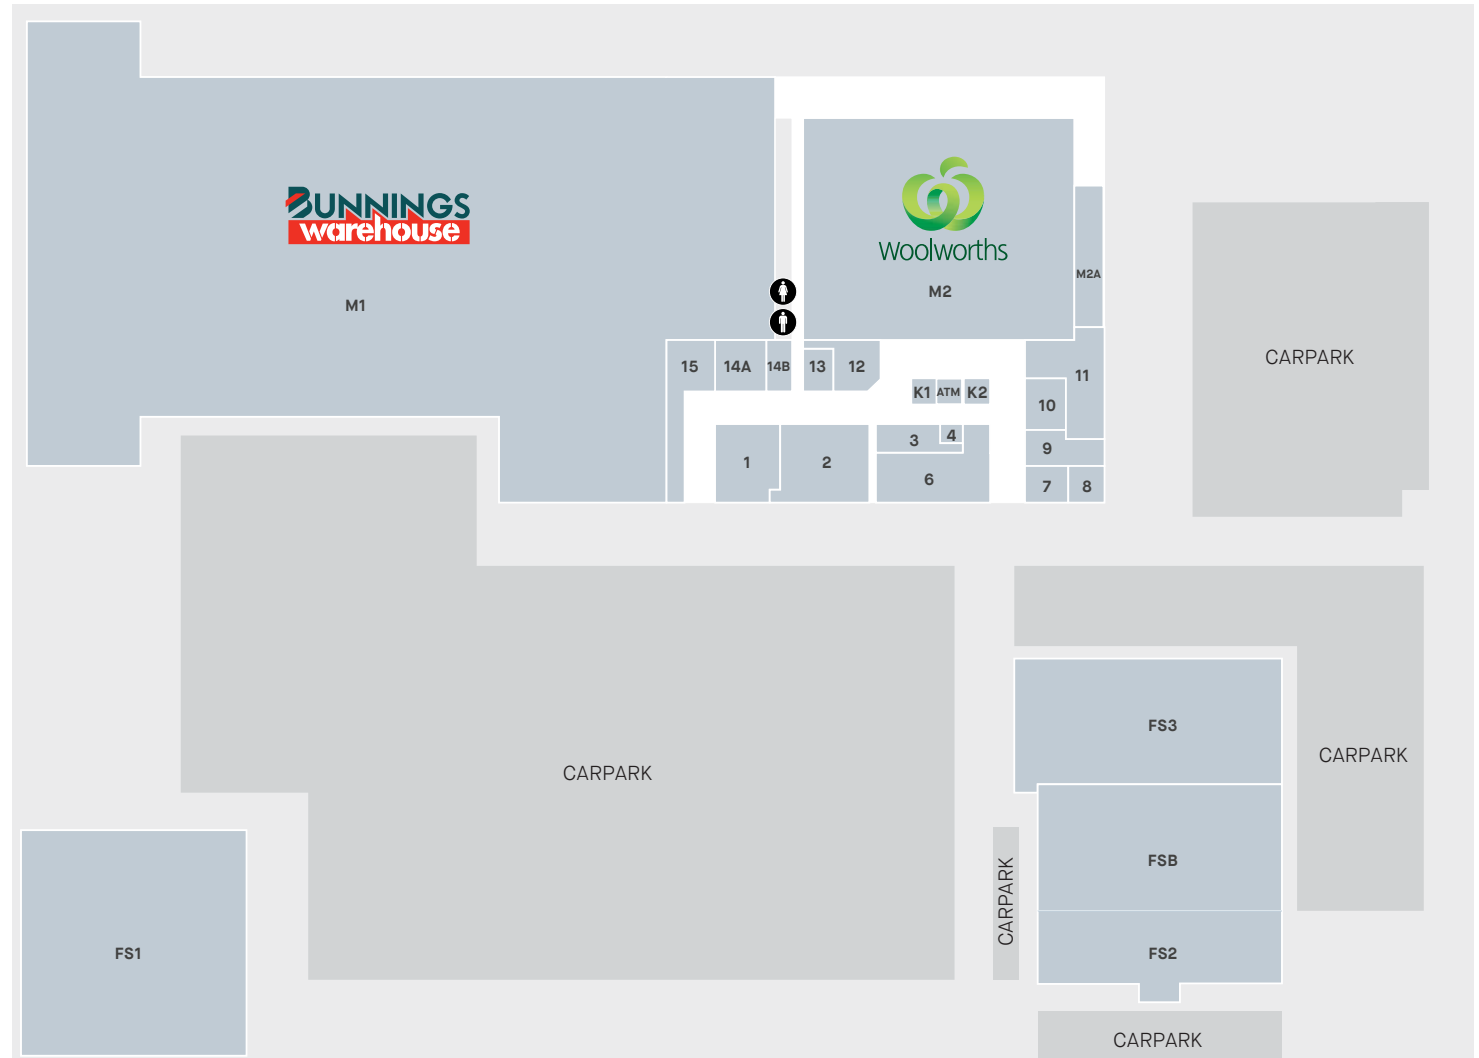 BUNNINGS
warehouse
Woolworths
M2A
M2
M1
CARPARK
15
14A
14B
13
12
11
K1
ATM
K2
10
3
4
9
1
2
6
7
8
FS3
CARPARK
CARPARK
FSB
CARPARK
FS1
FS2
CARPARK